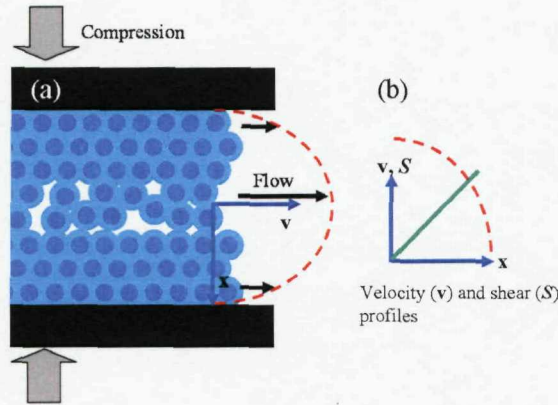 Compression
(a)
(b)
v, S
Flow
v
x
x
Velocity (v) and shear (S)
profiles